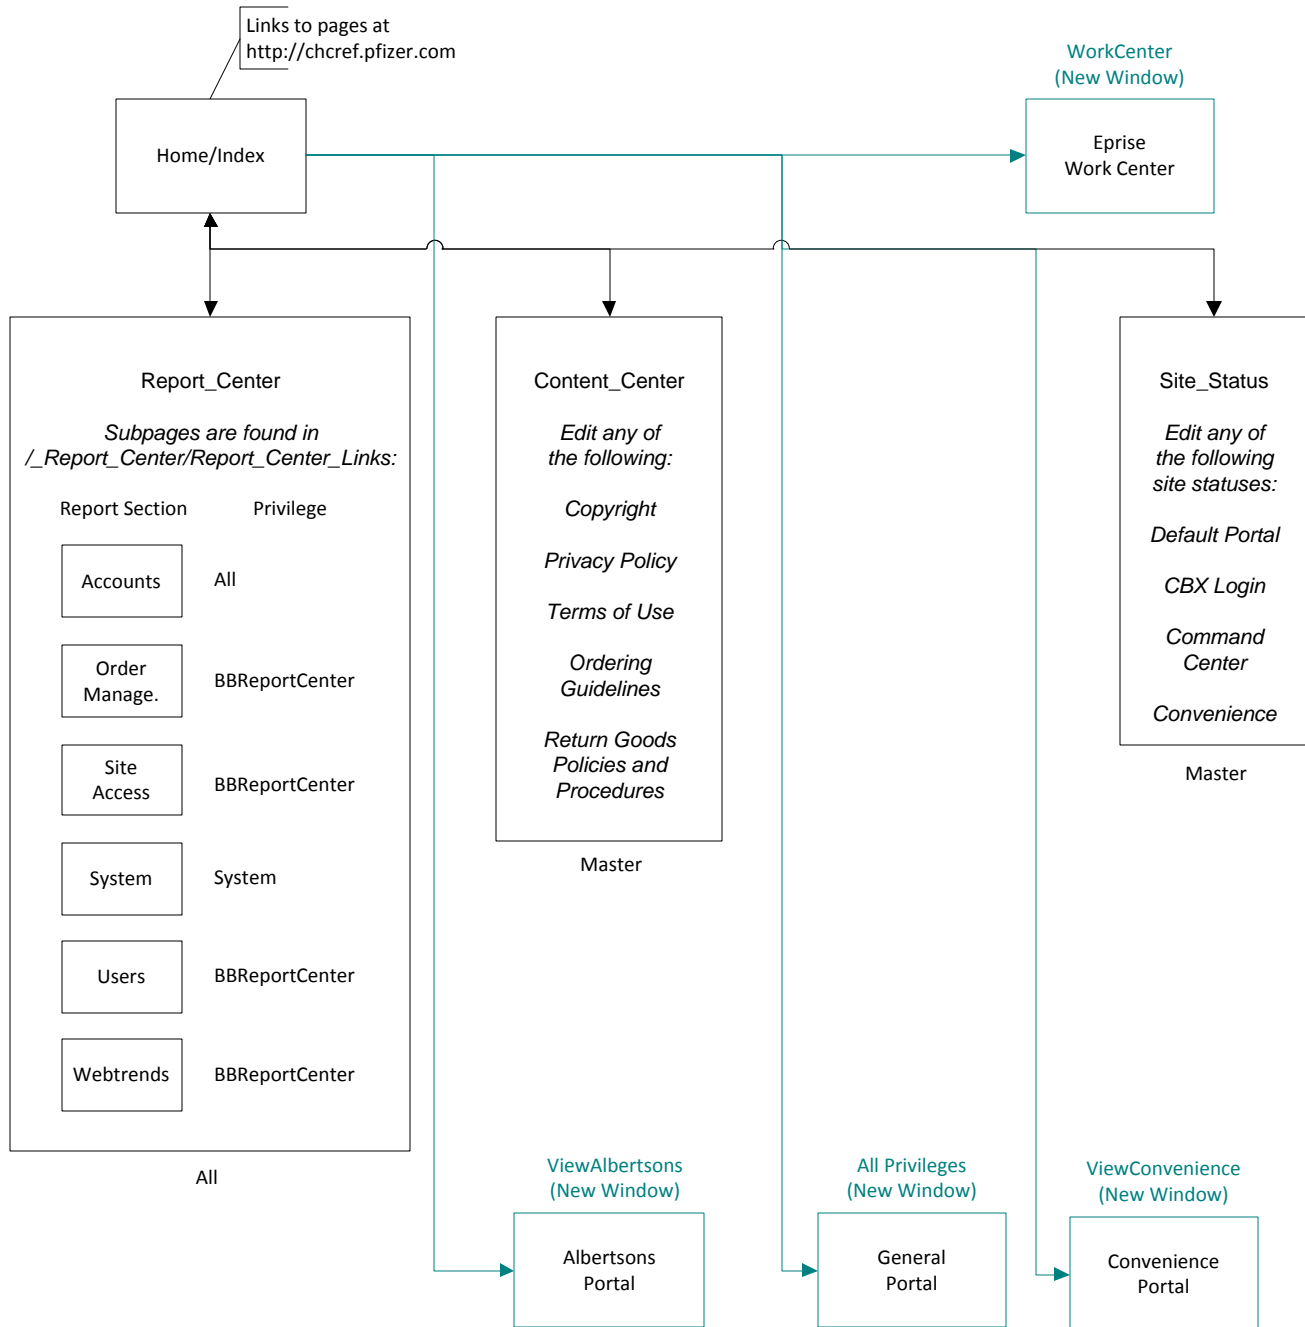 Links to pages at
http://chcref.pfizer.com
WorkCenter
(New Window)
Home/Index
Eprise
Work Center
Report_Center
Subpages are found in
/_Report_Center/Report_Center_Links:
Report Section Privilege
Accounts All
Order
Manage.
BBReportCenter
Site
Access
BBReportCenter
System System
Users BBReportCenter
Webtrends BBReportCenter
All
Content_Center
Edit any of
the following:
Copyright
Privacy Policy
Terms of Use
Ordering
Guidelines
Return Goods
Policies and
Procedures
Master
Site_Status
Edit any of
the following
site statuses:
Default Portal
CBX Login
Command
Center
Convenience
Master
ViewAlbertsons
(New Window)
Albertsons
Portal
All Privileges
(New Window)
General
Portal
ViewConvenience
(New Window)
Convenience
Portal